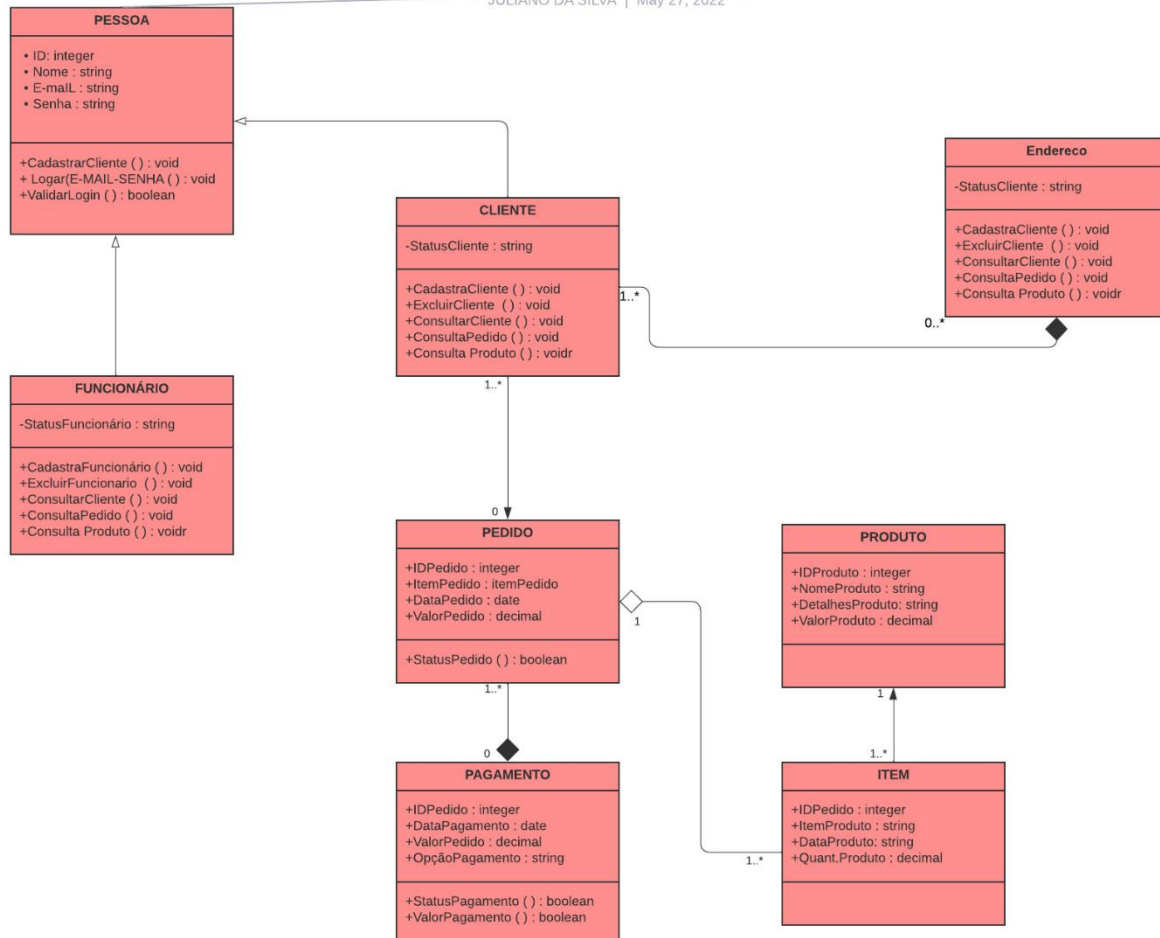 JULIANO DA SILVA | May 27, 2022
PESSOA
• ID: integer
• Nome : string
• E-maiL : string
• Senha : string
+CadastrarCliente ( ) : void
+ Logar(E-MAIL-SENHA ( ) : void
+ValidarLogin ( ) : boolean
Endereco
-StatusCliente : string
+CadastraCliente ( ) : void
+ExcluirCliente ( ) : void
+ConsultarCliente ( ) : void
+ConsultaPedido ( ) : void
+Consulta Produto ( ) : voidr
0..*
CLIENTE
-StatusCliente : string
+CadastraCliente ( ) : void
+ExcluirCliente ( ) : void
+ConsultarCliente ( ) : void
+ConsultaPedido ( ) : void
+Consulta Produto ( ) : voidr
1..*
1..*
0
FUNCIONÁRIO
-StatusFuncionário : string
+CadastraFuncionário ( ) : void
+ExcluirFuncionario ( ) : void
+ConsultarCliente ( ) : void
+ConsultaPedido ( ) : void
+Consulta Produto ( ) : voidr
PEDIDO
+IDPedido : integer
+ItemPedido : itemPedido
+DataPedido : date
+ValorPedido : decimal
+StatusPedido ( ) : boolean
1
1..*
0
PRODUTO
+IDProduto : integer
+NomeProduto : string
+DetalhesProduto: string
+ValorProduto : decimal
1
1..*
PAGAMENTO
+IDPedido : integer
+DataPagamento : date
+ValorPedido : decimal
+OpçãoPagamento : string
+StatusPagamento ( ) : boolean
+ValorPagamento ( ) : boolean
ITEM
+IDPedido : integer
+ItemProduto : string
+DataProduto: string
+Quant.Produto : decimal
1..*